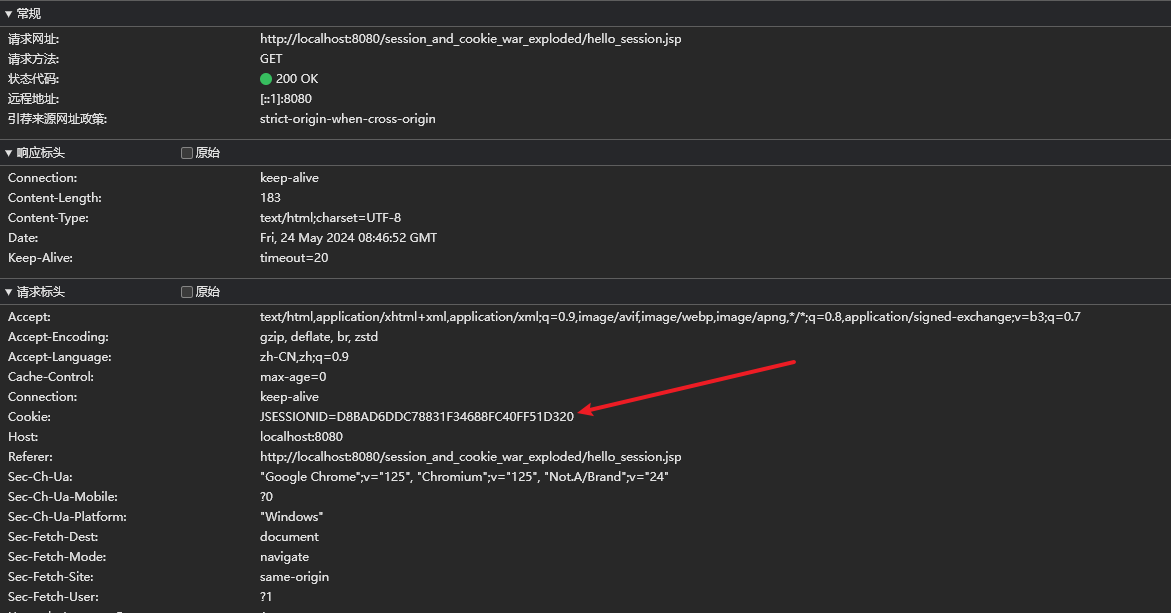 ▼ 常规
请求网址: http://localhost:8080/session_and_cookie_war_exploded/hello_session.jsp
请求方法: GET
状态代码: 200 OK
远程地址: [::1]:8080
引荐来源网址政策: strict-origin-when-cross-origin
▼ 响应标头 原始
Connection: keep-alive
Content-Length: 183
Content-Type: text/html;charset=UTF-8
Date: Fri, 24 May 2024 08:46:52 GMT
Keep-Alive: timeout=20
▼ 请求标头 原始
Accept: text/html,application/xhtml+xml,application/xml;q=0.9,image/avif,image/webp,image/apng,*/*;q=0.8,application/signed-exchange;v=b3;q=0.7
Accept-Encoding: gzip, deflate, br, zstd
Accept-Language: zh-CN,zh;q=0.9
Cache-Control: max-age=0
Connection: keep-alive
Cookie: JSESSIONID=D8BAD6DDC78831F34688FC40FF51D320
Host: localhost:8080
Referer: http://localhost:8080/session_and_cookie_war_exploded/hello_session.jsp
Sec-Ch-Ua: "Google Chrome";v="125", "Chromium";v="125", "Not.A/Brand";v="24"
Sec-Ch-Ua-Mobile: ?0
Sec-Ch-Ua-Platform: "Windows"
Sec-Fetch-Dest: document
Sec-Fetch-Mode: navigate
Sec-Fetch-Site: same-origin
Sec-Fetch-User: ?1